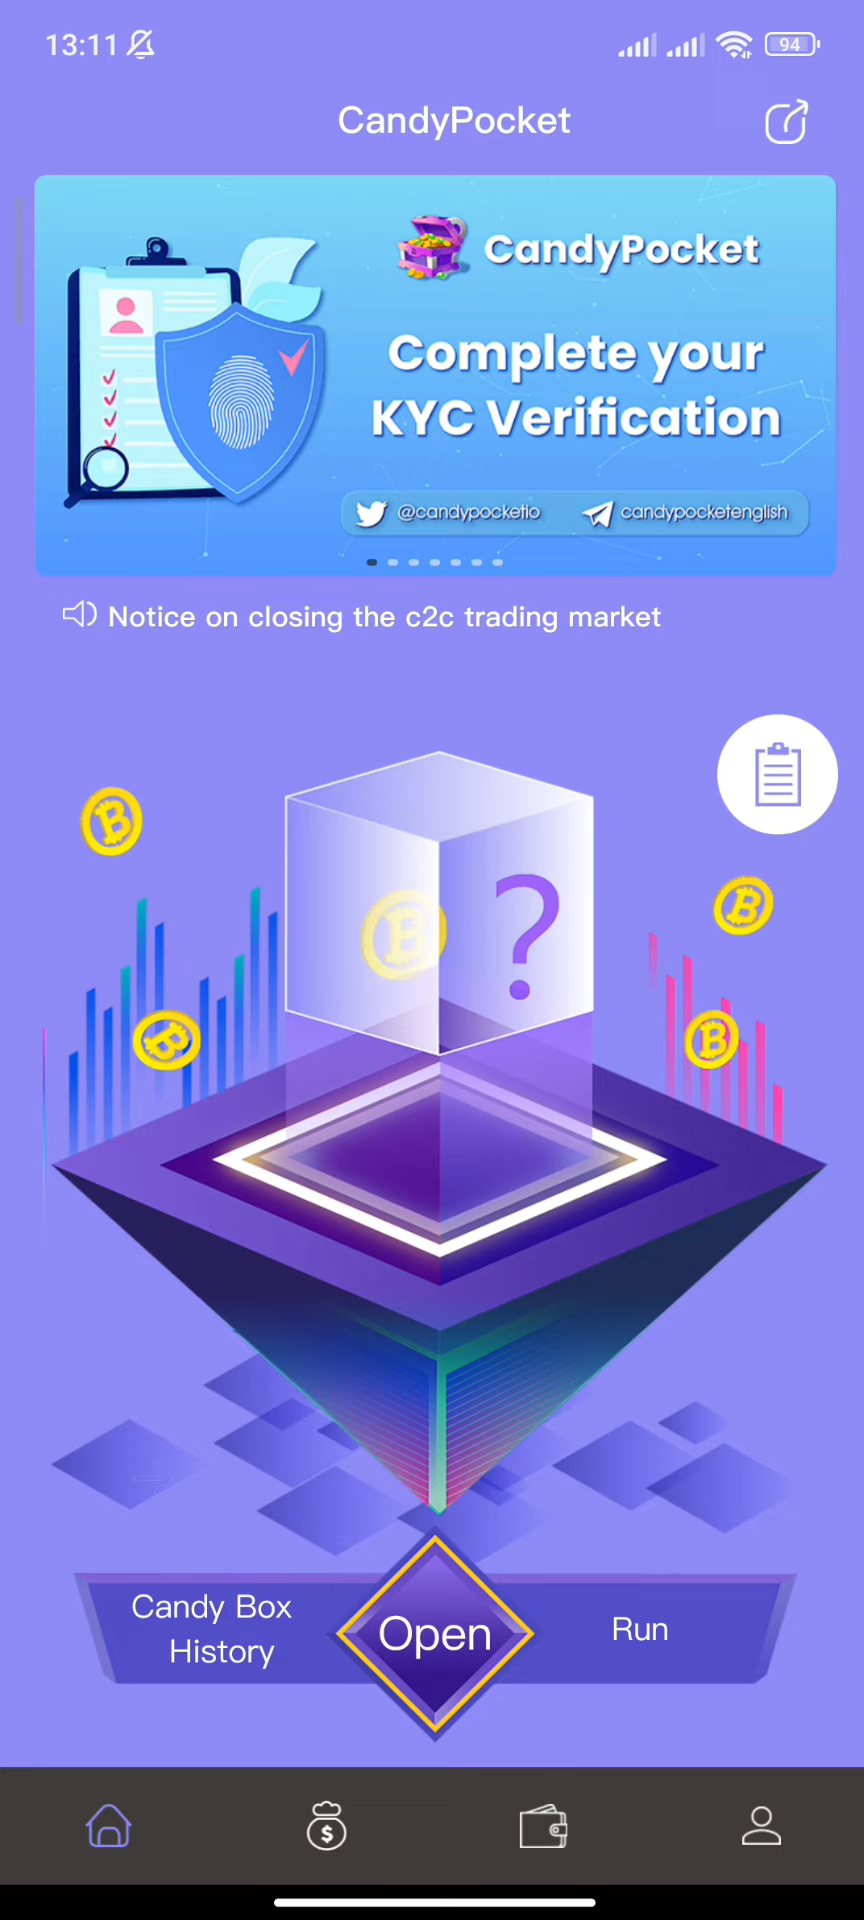 13:11
94
CandyPocket
CandyPocket
Complete your
KYC Verification
@candypocketio candypocketenglish
Notice on closing the c2c trading market
?
Candy Box
History
Open
Run